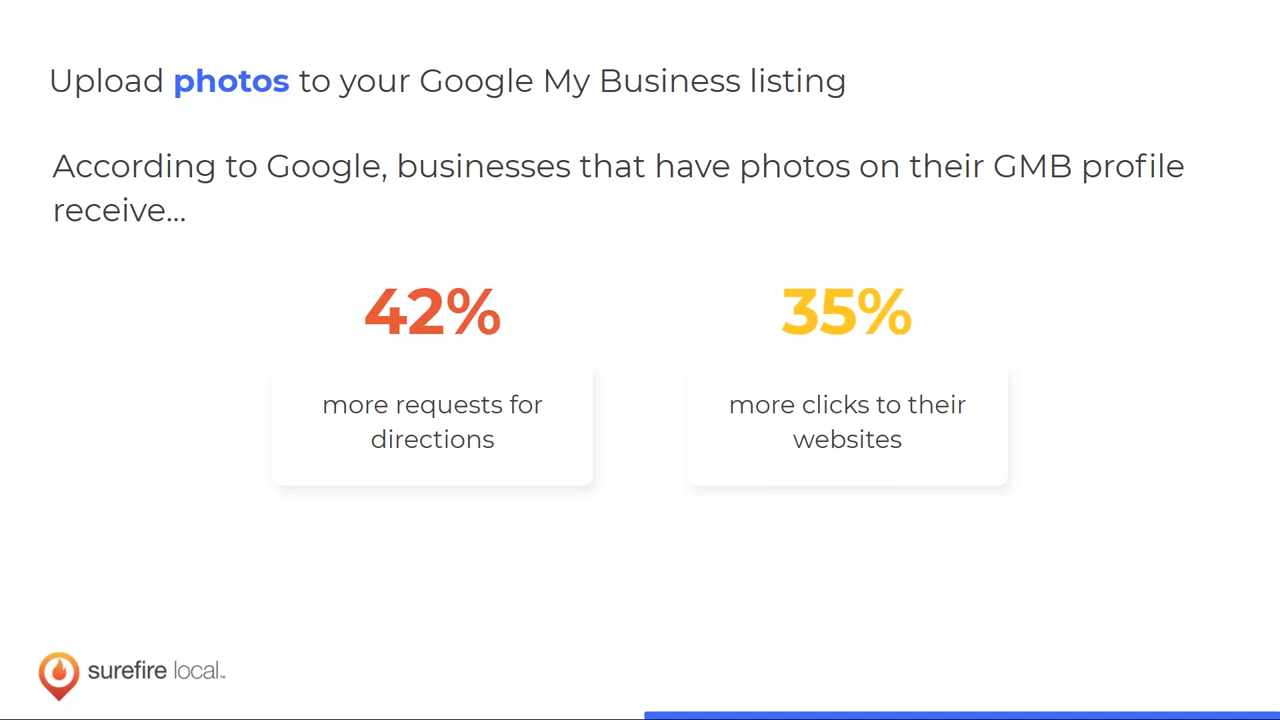 Upload photos to your Google My Business listing
According to Google, businesses that have photos on their GMB profile
receive...
42%
more requests for
directions
35%
more clicks to their
websites
surefire local™